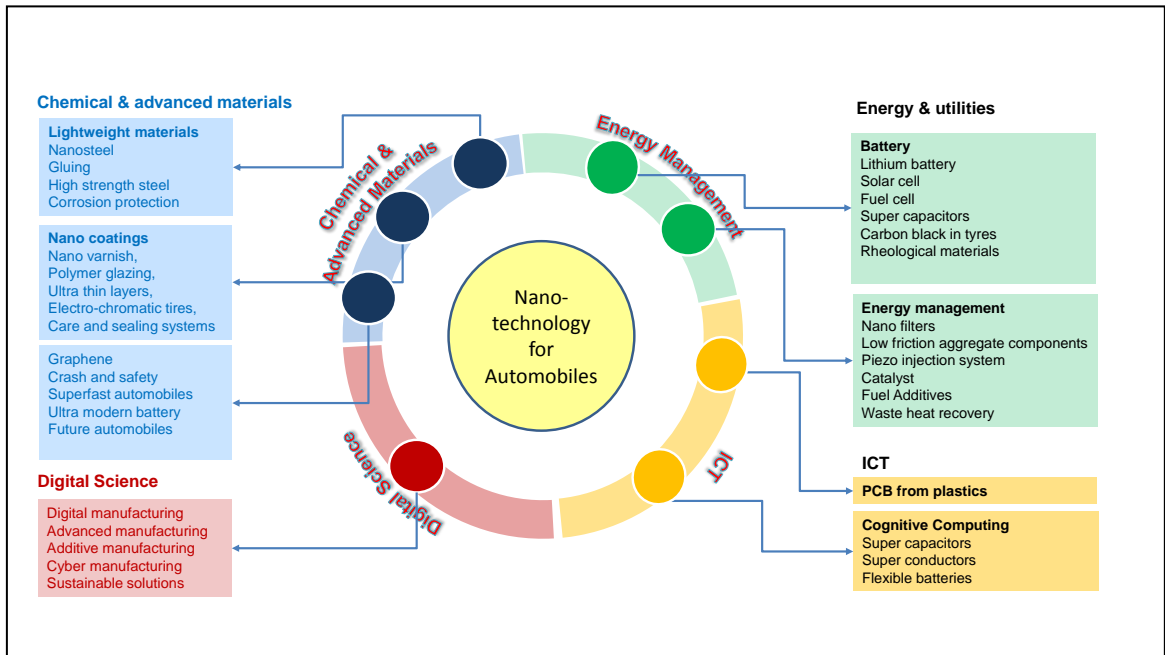 Chemical & advanced materials
Lightweight materials
Nanosteel
Gluing
High strength steel
Corrosion protection
Nano coatings
Nano varnish,
Polymer glazing,
Ultra thin layers,
Electro-chromatic tires,
Care and sealing systems
Graphene
Crash and safety
Superfast automobiles
Ultra modern battery
Future automobiles
Digital Science
Digital manufacturing
Advanced manufacturing
Additive manufacturing
Cyber manufacturing
Sustainable solutions
Chemical &
Advanced Materials
Energy Management
Nano-
technology
for
Automobiles
Digital Science
ICT
Energy & utilities
Battery
Lithium battery
Solar cell
Fuel cell
Super capacitors
Carbon black in tyres
Rheological materials
Energy management
Nano filters
Low friction aggregate components
Piezo injection system
Catalyst
Fuel Additives
Waste heat recovery
ICT
PCB from plastics
Cognitive Computing
Super capacitors
Super conductors
Flexible batteries